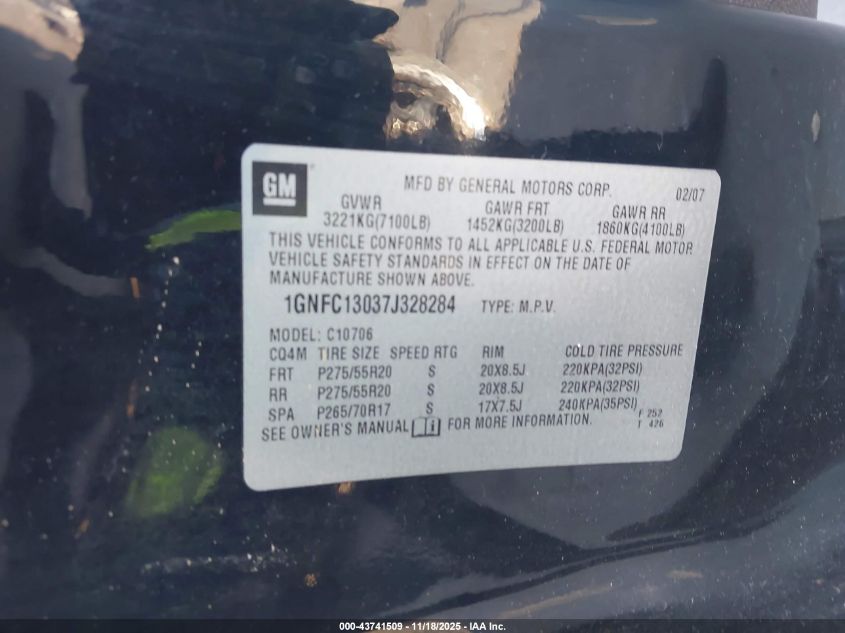 GM
MFD BY GENERAL MOTORS CORP. 02/07
GVWR GAWR FRT GAWR RR
3221KG(7100LB) 1452KG(3200LB) 1860KG(4100LB)
THIS VEHICLE CONFORMS TO ALL APPLICABLE U.S. FEDERAL MOTOR
VEHICLE SAFETY STANDARDS IN EFFECT ON THE DATE OF
MANUFACTURE SHOWN ABOVE.
1GNFC13037J328284 TYPE: M.P.V.
MODEL: C10706
CQ4M TIRE SIZE SPEED RTG RIM COLD TIRE PRESSURE
FRT P275/55R20 S 20X8.5J 220KPA(32PSI)
RR P275/55R20 S 20X8.5J 220KPA(32PSI)
SPA P265/70R17 S 17X7.5J 240KPA(35PSI)
SEE OWNER'S MANUAL FOR MORE INFORMATION.
F 252
T 426
000-43741509 - 11/18/2025 - IAA Inc.